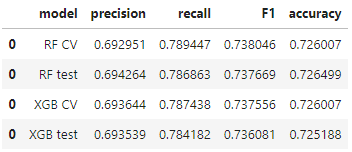 model precision recall F1 accuracy
0 RF CV 0.692951 0.789447 0.738046 0.726007
0 RF test 0.694264 0.786863 0.737669 0.726499
0 XGB CV 0.693644 0.787438 0.737556 0.726007
0 XGB test 0.693539 0.784182 0.736081 0.725188